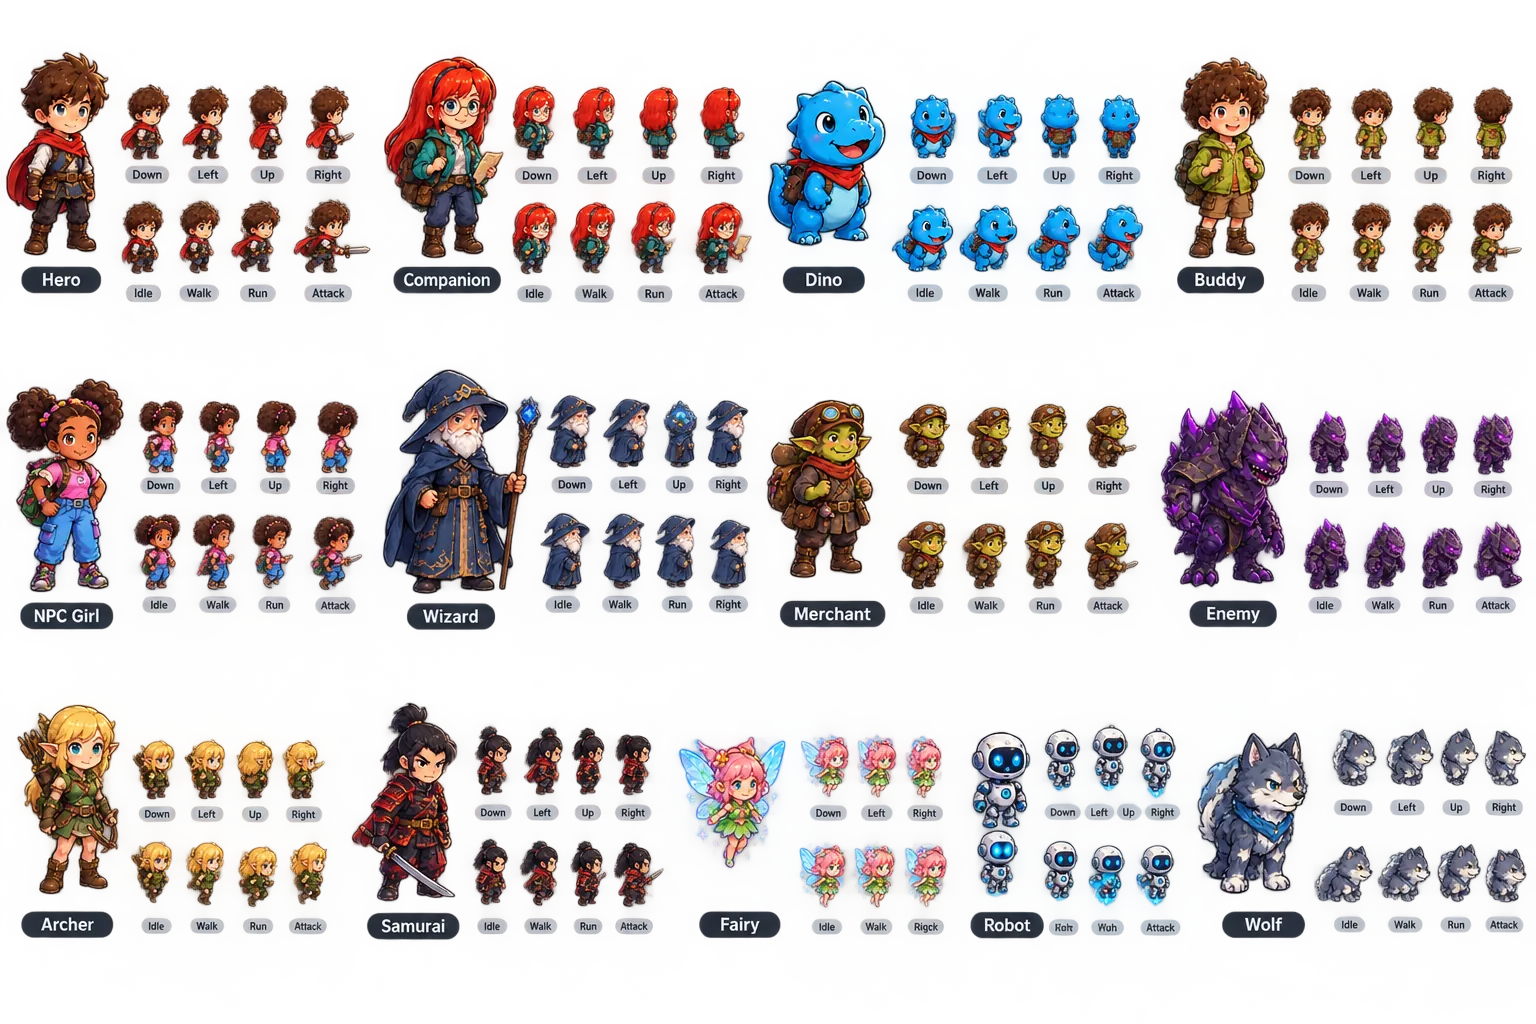 Down Left Up Right
Hero
Idle Walk Run Attack
Down Left Up Right
Companion
Idle Walk Run Attack
Down Left Up Right
Dino
Idle Walk Run Attack
Down Left Up Right
Buddy
Idle Walk Run Attack
Down Left Up Right
NPC Girl
Idle Walk Run Attack
Down Left Up Right
Wizard
Idle Walk Run Right
Down Left Up Right
Merchant
Idle Walk Run Attack
Down Left Up Right
Enemy
Idle Walk Run Attack
Down Left Up Right
Archer
Idle Walk Run Attack
Down Left Up Right
Samurai
Idle Walk Run Attack
Down Left Right
Fairy
Idle Walk Rigck
Down Left Up Right
Robot
Attack
Down Left Up Right
Wolf
Idle Walk Run Attack